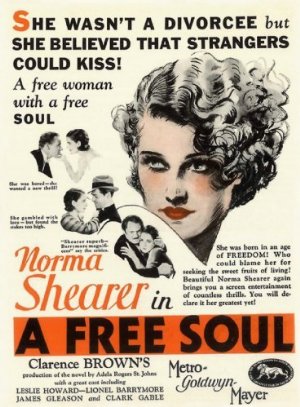 SHE WASN'T A DIVORCEE but
SHE BELIEVED THAT STRANGERS
COULD KISS!
A free woman
with a free
SOUL
She was bored—she
wanted a new thrill!
She gambled with
love—but found the
stakes too high.
"Shearer superb—
Barrymore magnifi-
cent" say the critics.
She was born in an age
of FREEDOM! Who
could blame her for
seeking the sweet fruits of living!
Beautiful Norma Shearer again
brings you a screen entertainment
of countless thrills. You will de-
clare it her greatest yet!
Norma
Shearer in
A FREE SOUL
Clarence BROWN'S
production of the novel by Adela Rogers St. Johns
with a great cast including
LESLIE HOWARD—LIONEL BARRYMORE
JAMES GLEASON and CLARK GABLE
Metro-
Goldwyn-
Mayer